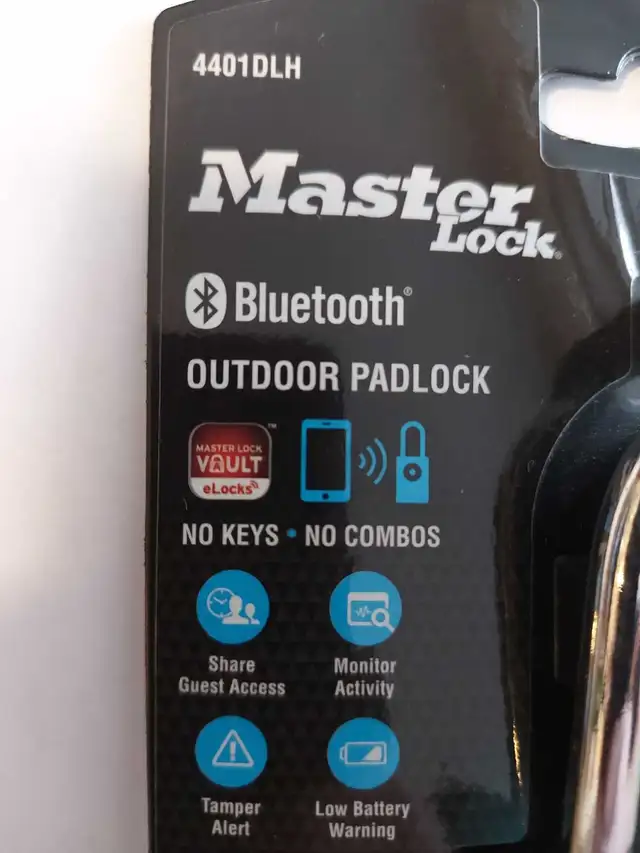 4401DLH
Master
Lock®
Bluetooth®
OUTDOOR PADLOCK
MASTER LOCK ™
VAULT
eLocks
NO KEYS • NO COMBOS
Share
Guest Access
Monitor
Activity
Tamper
Alert
Low Battery
Warning